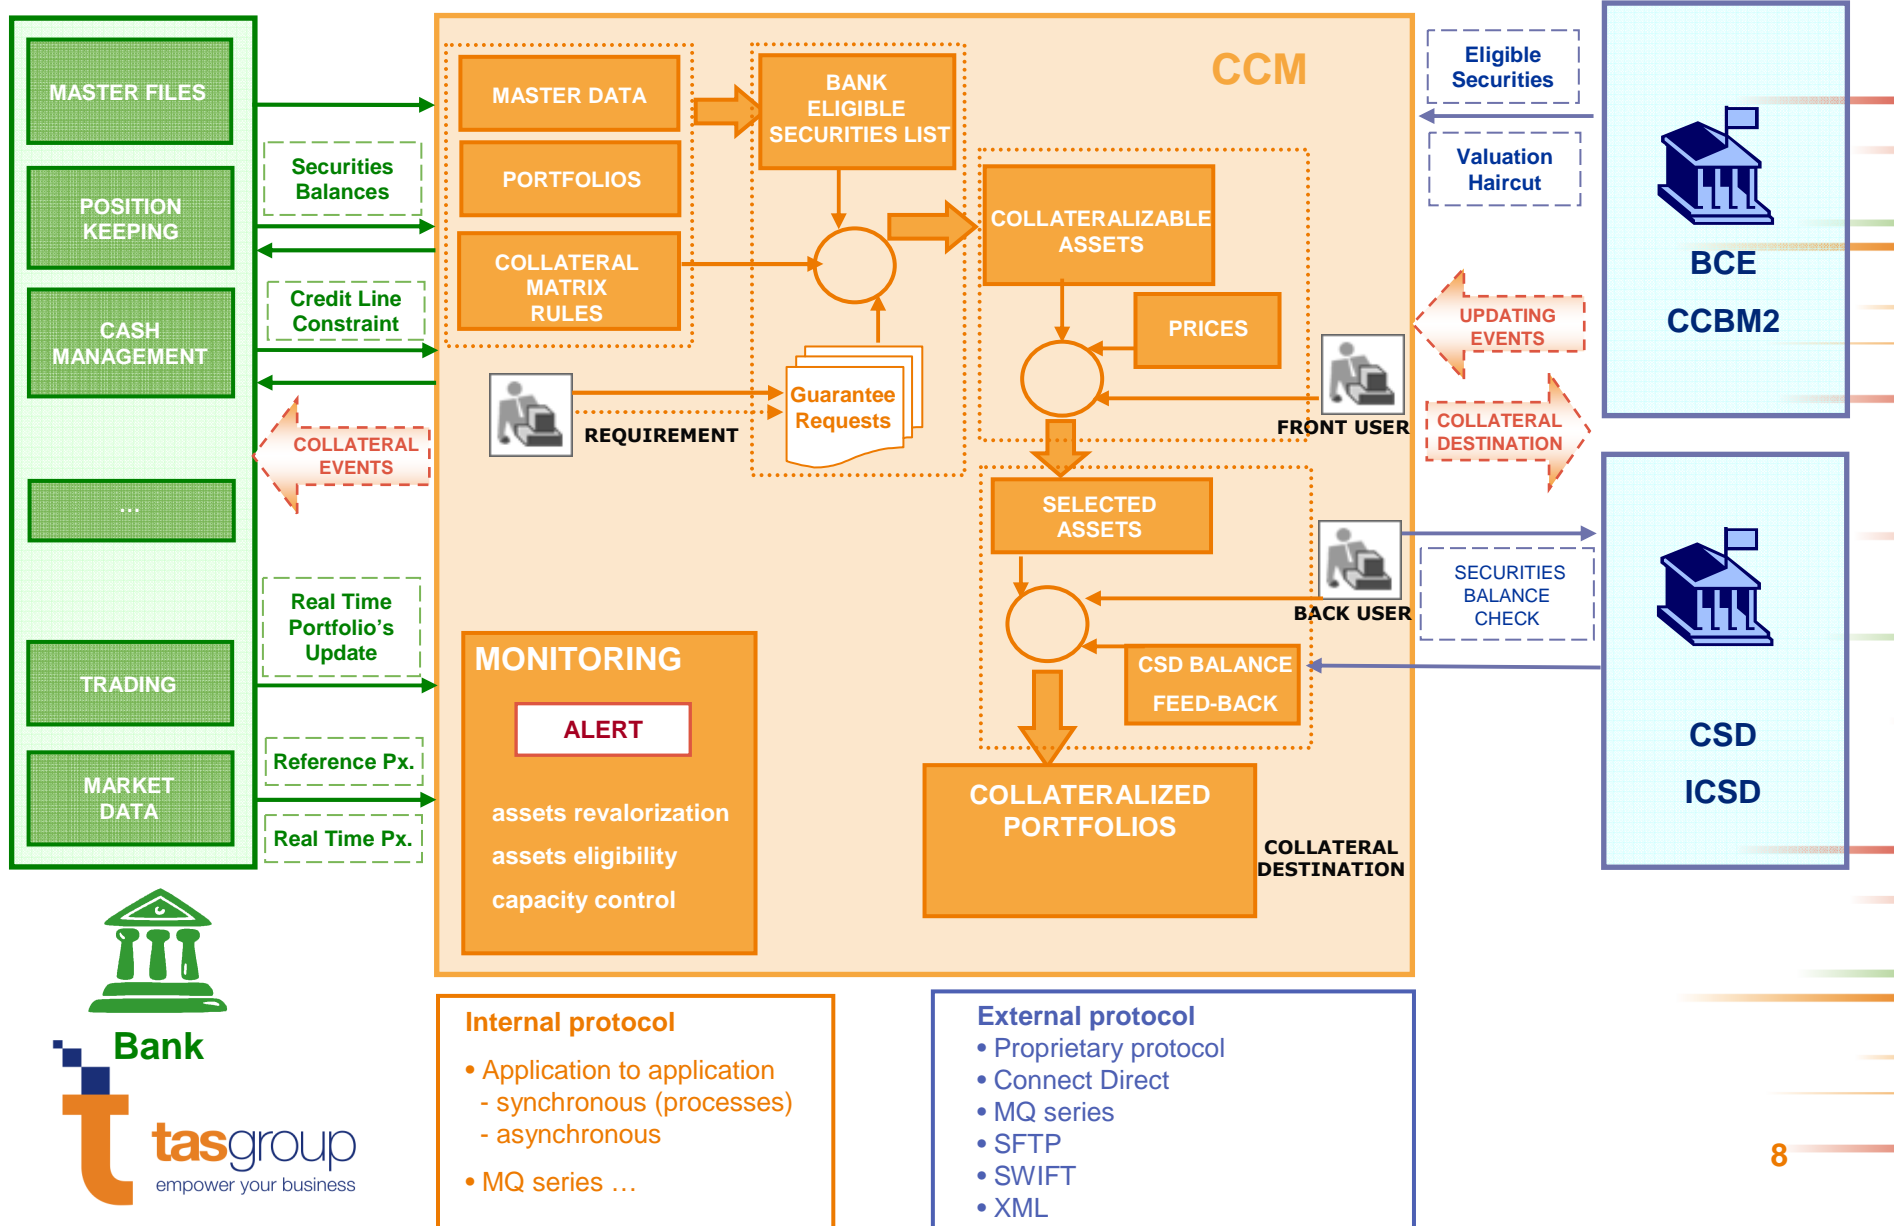 MASTER FILES
POSITION
KEEPING
CASH
MANAGEMENT
...
TRADING
MARKET
DATA
Bank
Securities
Balances
Credit Line
Constraint
COLLATERAL
EVENTS
Real Time
Portfolio’s
Update
Reference Px.
Real Time Px.
CCM
MASTER DATA
PORTFOLIOS
COLLATERAL
MATRIX
RULES
BANK
ELIGIBLE
SECURITIES LIST
REQUIREMENT
Guarantee
Requests
COLLATERALIZABLE
ASSETS
PRICES
FRONT USER
SELECTED
ASSETS
BACK USER
CSD BALANCE
FEED-BACK
COLLATERALIZED
PORTFOLIOS
COLLATERAL
DESTINATION
MONITORING
ALERT
assets revalorization
assets eligibility
capacity control
Eligible
Securities
Valuation
Haircut
UPDATING
EVENTS
COLLATERAL
DESTINATION
SECURITIES
BALANCE
CHECK
BCE
CCBM2
CSD
ICSD
Internal protocol
• Application to application
- synchronous (processes)
- asynchronous
• MQ series …
External protocol
• Proprietary protocol
• Connect Direct
• MQ series
• SFTP
• SWIFT
• XML
tasgroup
empower your business
8